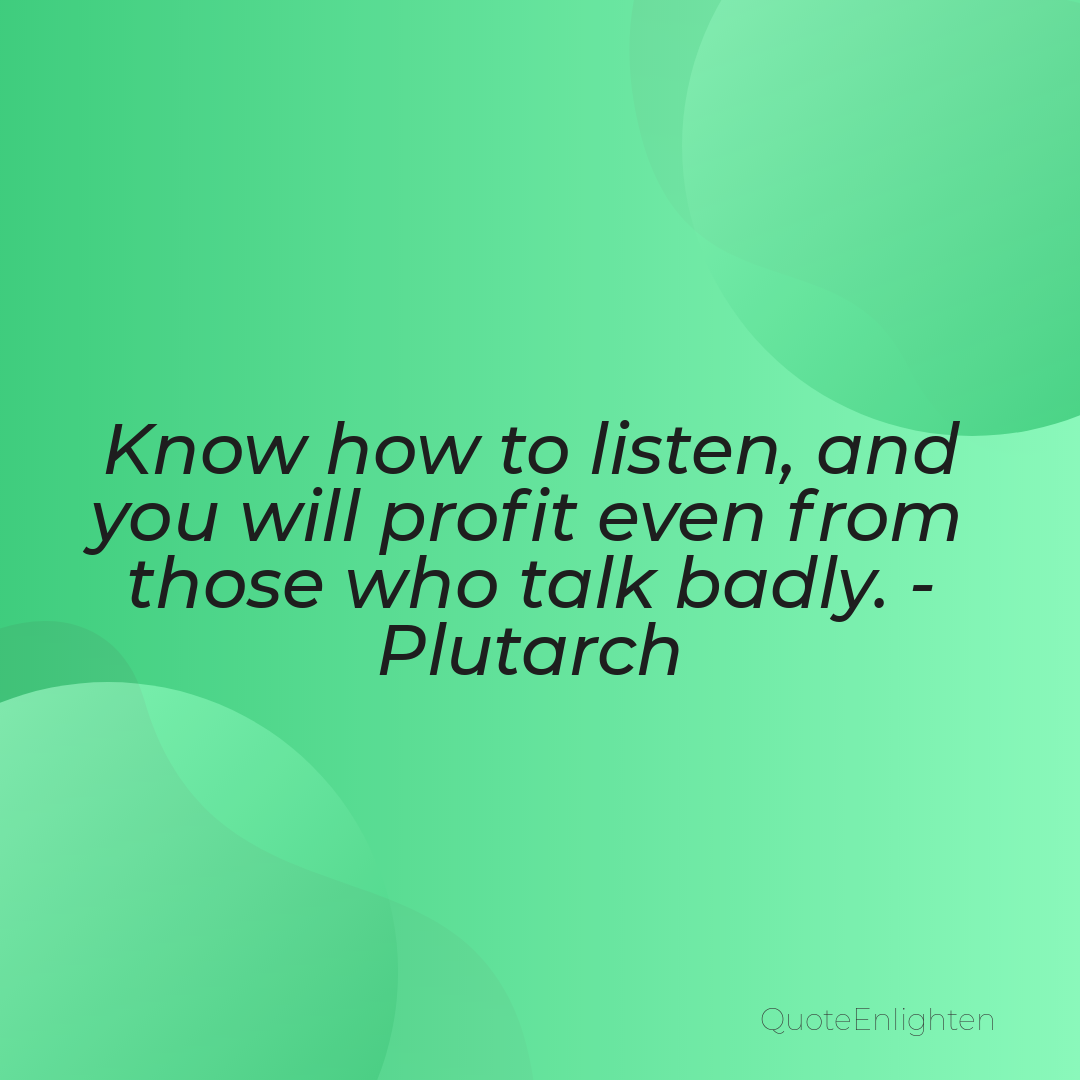 Know how to listen, and
you will profit even from
those who talk badly. -
Plutarch
QuoteEnlighten